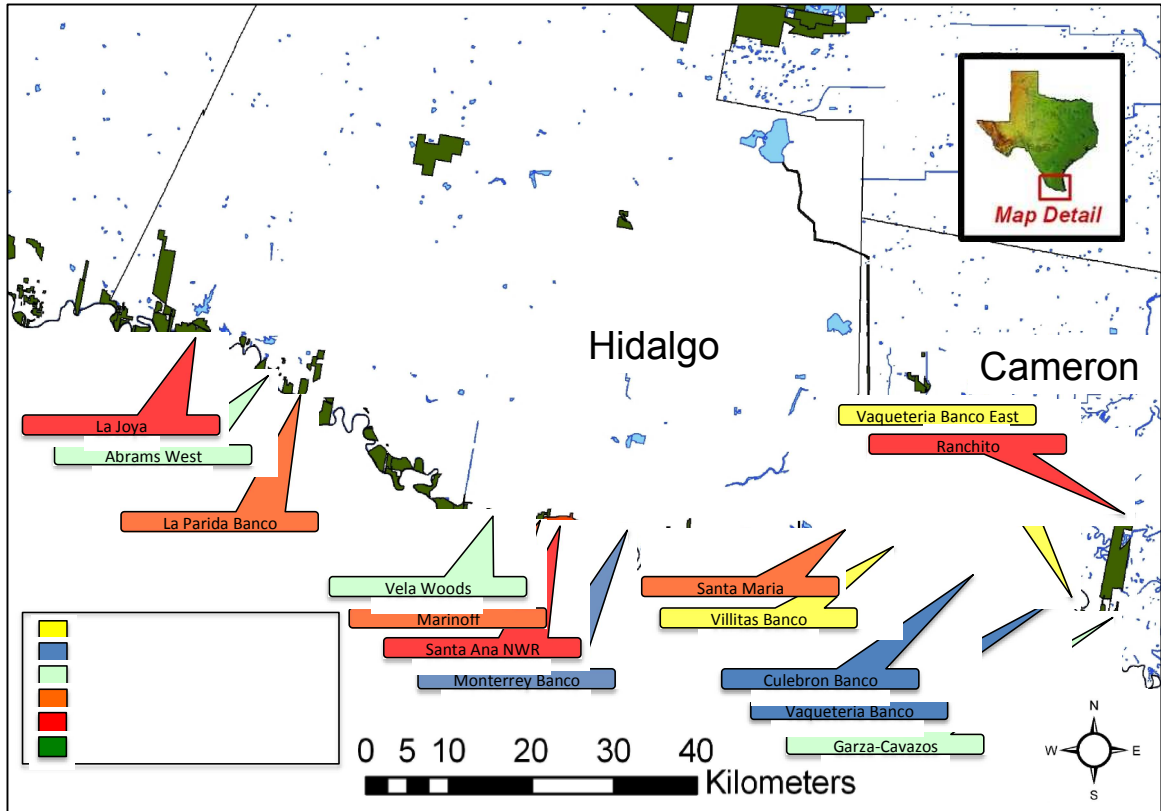 Map Detail
Hidalgo
Cameron
La Joya
Abrams West
La Parida Banco
Vaqueteria Banco East
Ranchito
Vela Woods
Marinoff
Santa Ana NWR
Monterrey Banco
Santa Maria
Villitas Banco
Culebron Banco
Vaqueteria Banco
Garza-Cavazos
0 5 10 20 30 40
Kilometers
N
W E
S